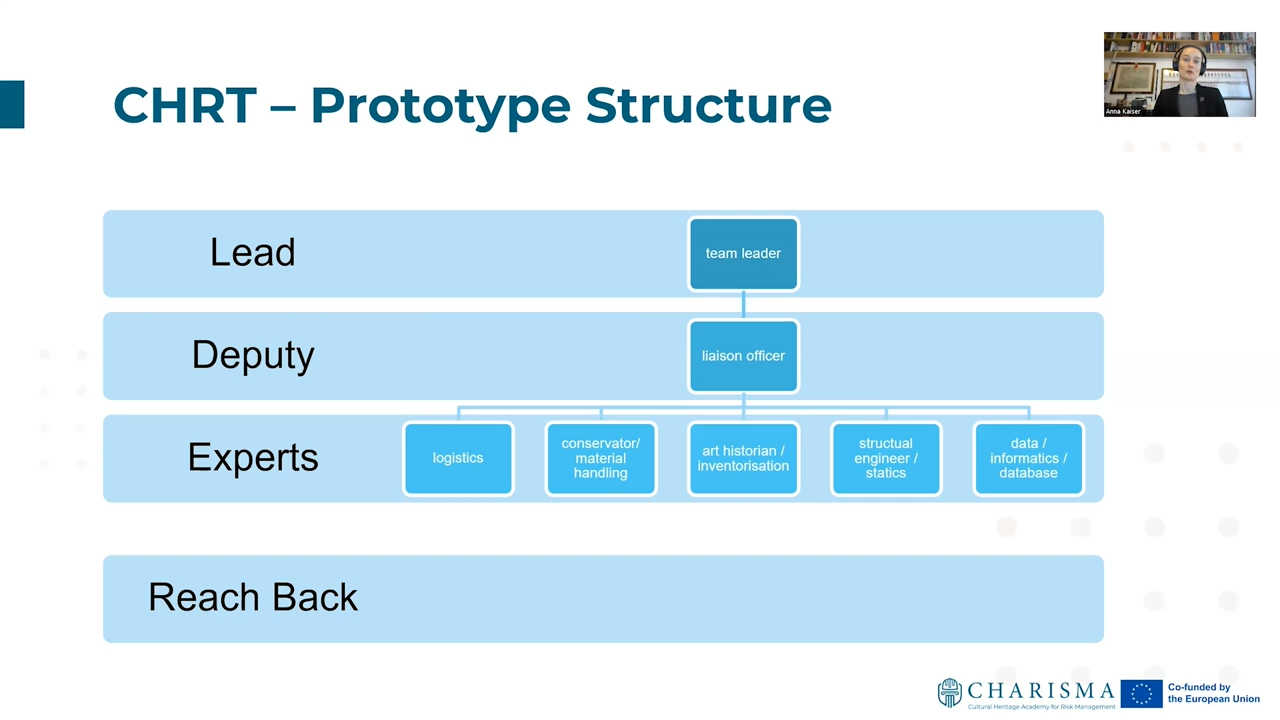 CHRT – Prototype Structure
Anna Kaiser
Lead
team leader
Deputy
liaison officer
Experts
logistics
conservator/
material
handling
art historian /
inventorisation
structual
engineer /
statics
data /
informatics /
database
Reach Back
CHARISMA
Cultural Heritage Academy for Risk Management
Co-funded by
the European Union